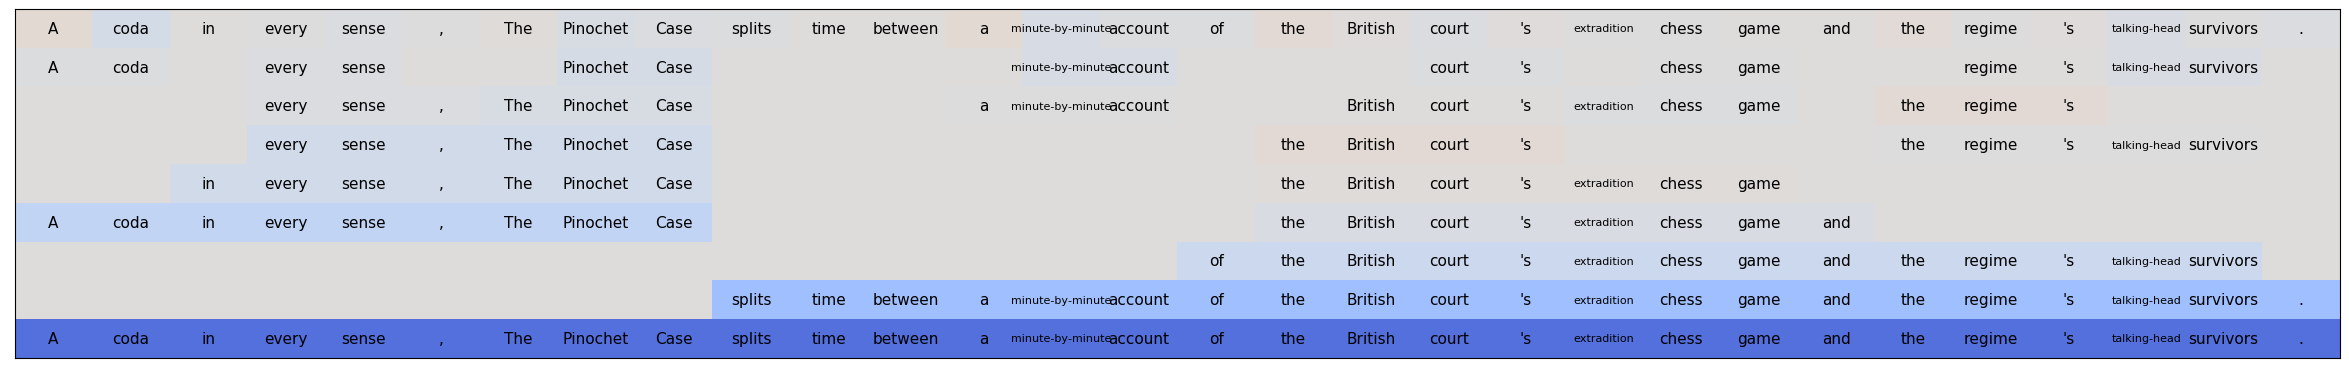 A coda in every sense , The Pinochet Case splits time between a minute-by-minute account of the British court 's extradition chess game and the regime 's talking-head survivors .
A coda every sense Pinochet Case minute-by-minute account court 's chess game regime 's talking-head survivors
every sense , The Pinochet Case a minute-by-minute account British court 's extradition chess game the regime 's
every sense , The Pinochet Case the British court 's the regime 's talking-head survivors
in every sense , The Pinochet Case the British court 's extradition chess game
A coda in every sense , The Pinochet Case the British court 's extradition chess game and
of the British court 's extradition chess game and the regime 's talking-head survivors
splits time between a minute-by-minute account of the British court 's extradition chess game and the regime 's talking-head survivors .
A coda in every sense , The Pinochet Case splits time between a minute-by-minute account of the British court 's extradition chess game and the regime 's talking-head survivors .